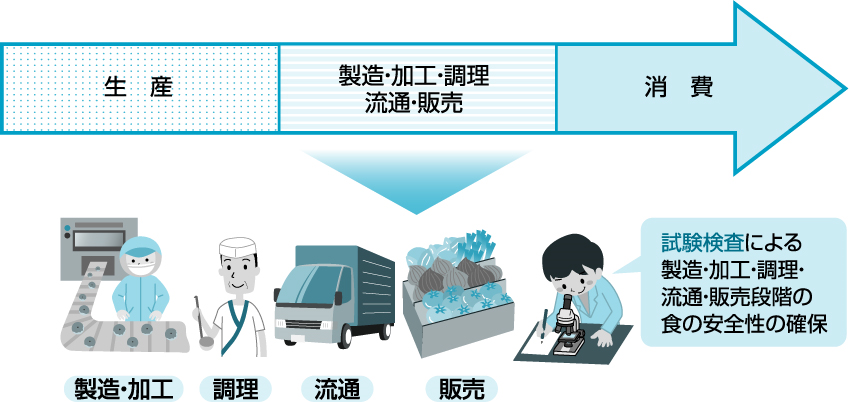 生　産
製造・加工・調理
流通・販売
消　費
試験検査による
製造・加工・調理・
流通・販売段階の
食の安全性の確保
製造・加工
調理
流通
販売